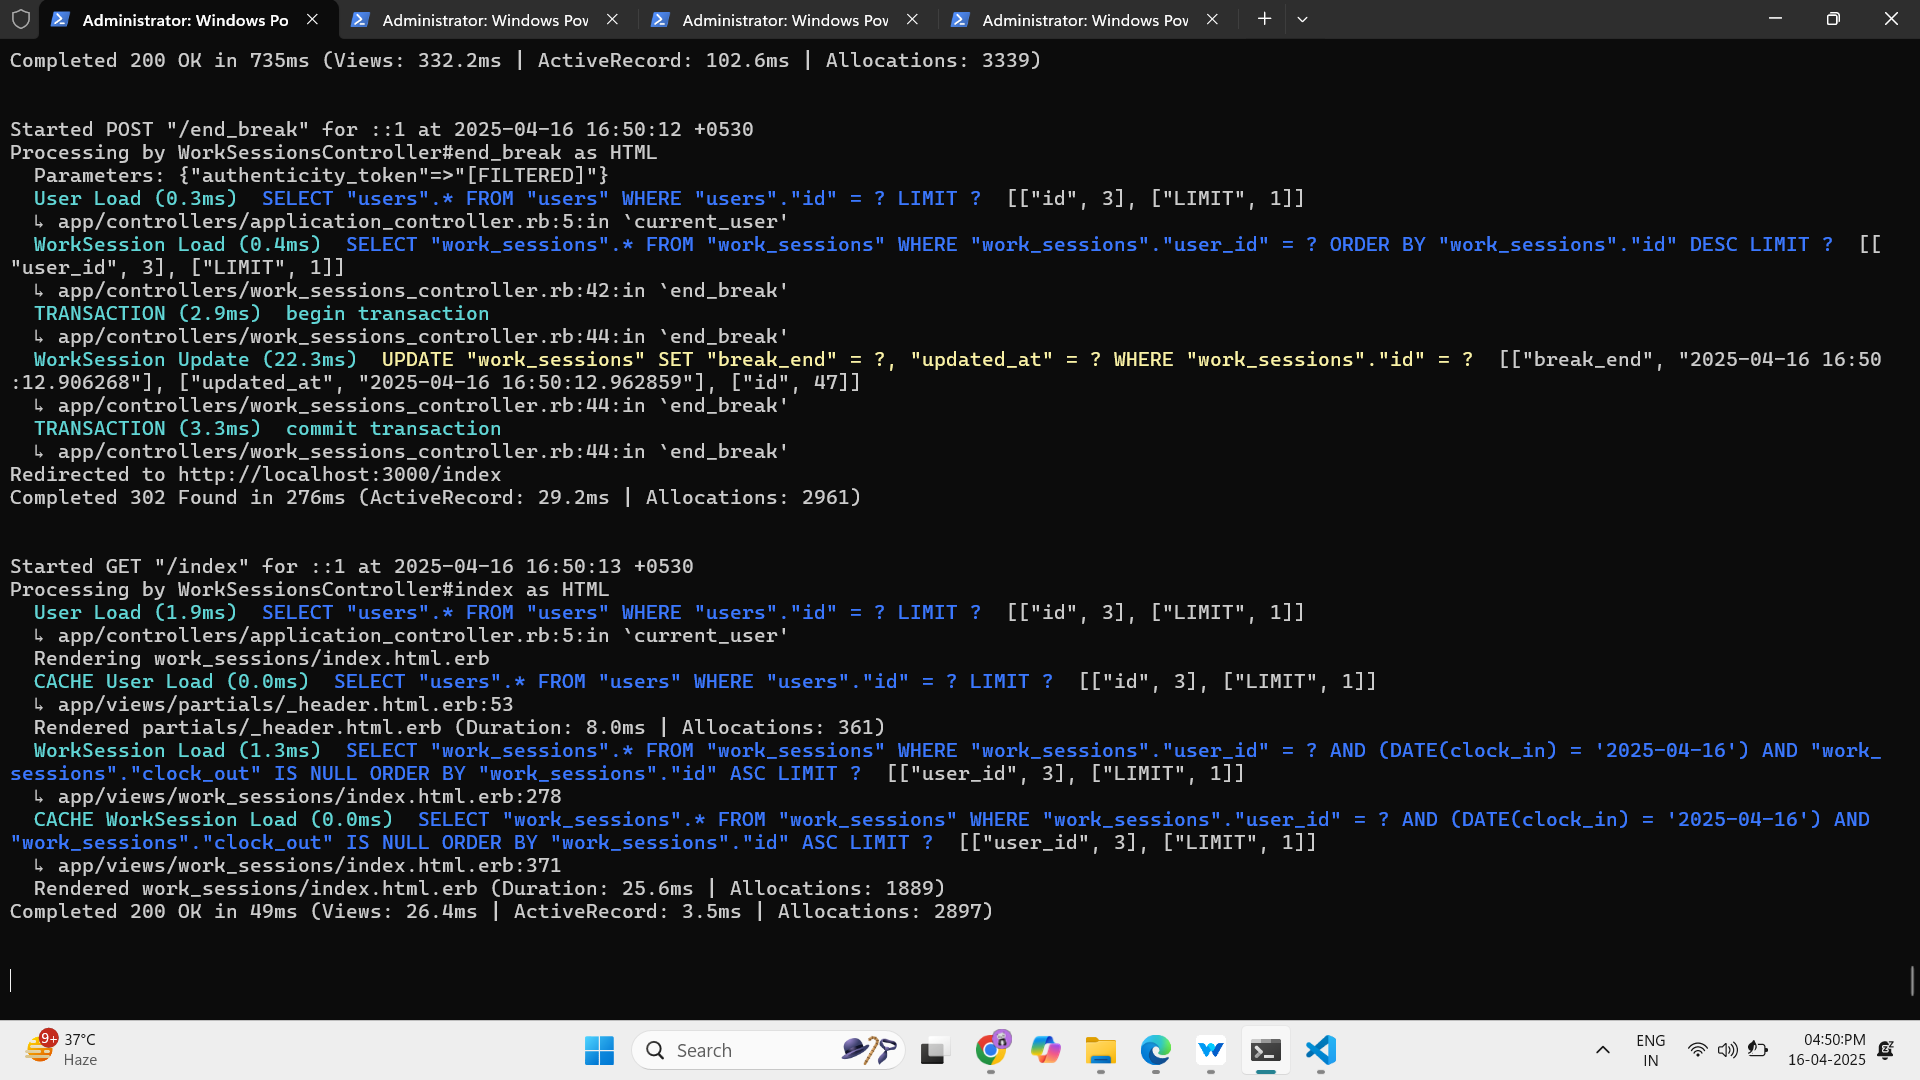 Administrator: Windows Po
Administrator: Windows Pow
Administrator: Windows Pow
Administrator: Windows Pow
Completed 200 OK in 735ms (Views: 332.2ms | ActiveRecord: 102.6ms | Allocations: 3339)
Started POST "/end_break" for ::1 at 2025-04-16 16:50:12 +0530
Processing by WorkSessionsController#end_break as HTML
Parameters: {"authenticity_token"=>"[FILTERED]"}
User Load (0.3ms)  SELECT "users".* FROM "users" WHERE "users"."id" = ? LIMIT ?  [["id", 3], ["LIMIT", 1]]
↳ app/controllers/application_controller.rb:5:in `current_user'
WorkSession Load (0.4ms)  SELECT "work_sessions".* FROM "work_sessions" WHERE "work_sessions"."user_id" = ? ORDER BY "work_sessions"."id" DESC LIMIT ?  [[
"user_id", 3], ["LIMIT", 1]]
↳ app/controllers/work_sessions_controller.rb:42:in `end_break'
TRANSACTION (2.9ms)  begin transaction
↳ app/controllers/work_sessions_controller.rb:44:in `end_break'
WorkSession Update (22.3ms)  UPDATE "work_sessions" SET "break_end" = ?, "updated_at" = ? WHERE "work_sessions"."id" = ?  [["break_end", "2025-04-16 16:50
:12.906268"], ["updated_at", "2025-04-16 16:50:12.962859"], ["id", 47]]
↳ app/controllers/work_sessions_controller.rb:44:in `end_break'
TRANSACTION (3.3ms)  commit transaction
↳ app/controllers/work_sessions_controller.rb:44:in `end_break'
Redirected to http://localhost:3000/index
Completed 302 Found in 276ms (ActiveRecord: 29.2ms | Allocations: 2961)
Started GET "/index" for ::1 at 2025-04-16 16:50:13 +0530
Processing by WorkSessionsController#index as HTML
User Load (1.9ms)  SELECT "users".* FROM "users" WHERE "users"."id" = ? LIMIT ?  [["id", 3], ["LIMIT", 1]]
↳ app/controllers/application_controller.rb:5:in `current_user'
Rendering work_sessions/index.html.erb
CACHE User Load (0.0ms)  SELECT "users".* FROM "users" WHERE "users"."id" = ? LIMIT ?  [["id", 3], ["LIMIT", 1]]
↳ app/views/partials/_header.html.erb:53
Rendered partials/_header.html.erb (Duration: 8.0ms | Allocations: 361)
WorkSession Load (1.3ms)  SELECT "work_sessions".* FROM "work_sessions" WHERE "work_sessions"."user_id" = ? AND (DATE(clock_in) = '2025-04-16') AND "work_
sessions"."clock_out" IS NULL ORDER BY "work_sessions"."id" ASC LIMIT ?  [["user_id", 3], ["LIMIT", 1]]
↳ app/views/work_sessions/index.html.erb:278
CACHE WorkSession Load (0.0ms)  SELECT "work_sessions".* FROM "work_sessions" WHERE "work_sessions"."user_id" = ? AND (DATE(clock_in) = '2025-04-16') AND
"work_sessions"."clock_out" IS NULL ORDER BY "work_sessions"."id" ASC LIMIT ?  [["user_id", 3], ["LIMIT", 1]]
↳ app/views/work_sessions/index.html.erb:371
Rendered work_sessions/index.html.erb (Duration: 25.6ms | Allocations: 1889)
Completed 200 OK in 49ms (Views: 26.4ms | ActiveRecord: 3.5ms | Allocations: 2897)
9+
37°C
Haze
Search
ENG
IN
04:50:PM
16-04-2025